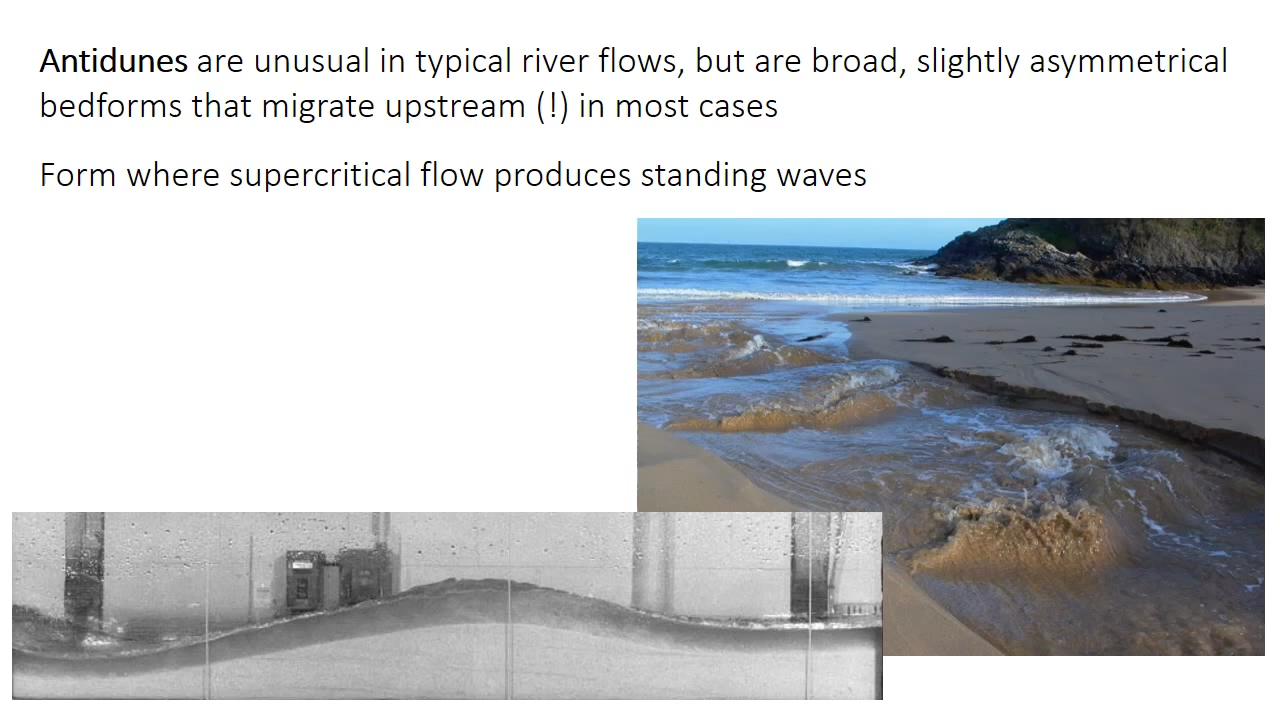 Antidunes are unusual in typical river flows, but are broad, slightly asymmetrical
bedforms that migrate upstream (!) in most cases
Form where supercritical flow produces standing waves